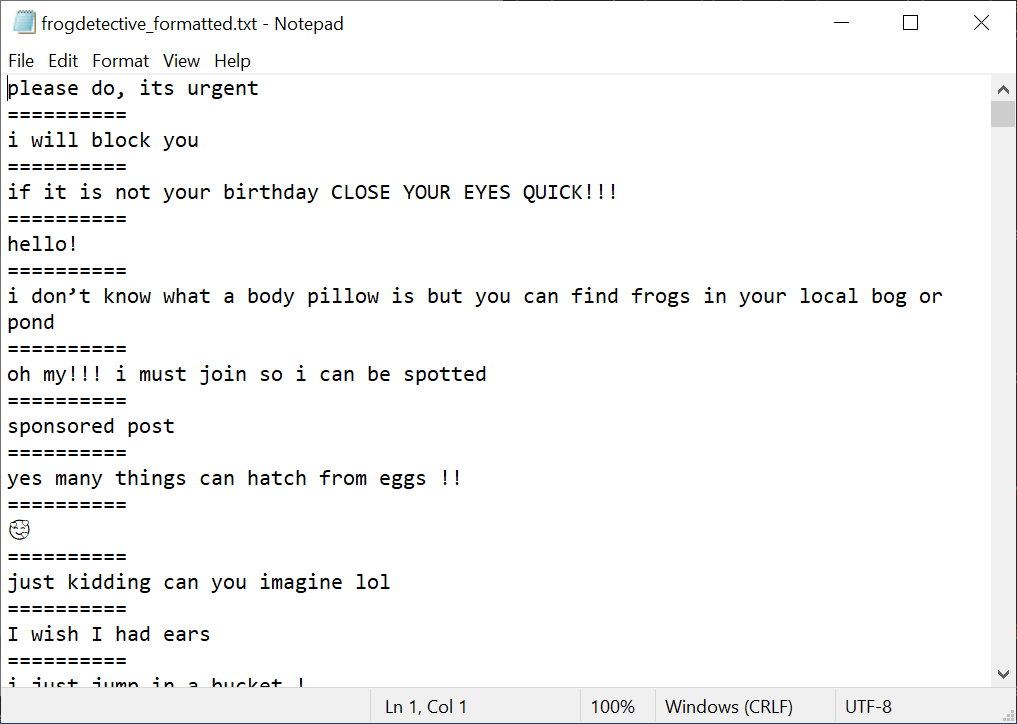 frogdetective_formatted.txt - Notepad
File Edit Format View Help
please do, its urgent
==========
i will block you
==========
if it is not your birthday CLOSE YOUR EYES QUICK!!!
==========
hello!
==========
i don’t know what a body pillow is but you can find frogs in your local bog or
pond
==========
oh my!!! i must join so i can be spotted
==========
sponsored post
==========
yes many things can hatch from eggs !!
==========
🥰
==========
just kidding can you imagine lol
==========
I wish I had ears
==========
i just jump in a bucket !
Ln 1, Col 1 100% Windows (CRLF) UTF-8